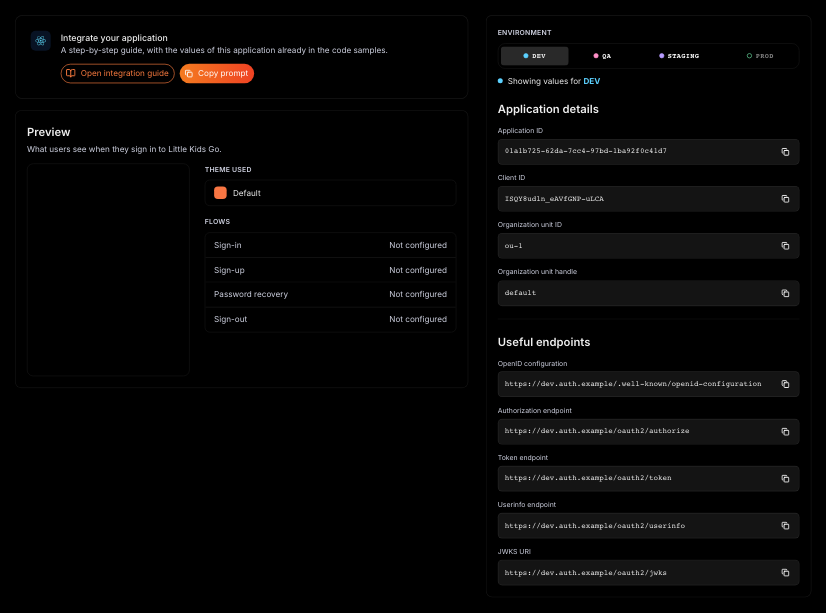 Integrate your application
A step-by-step guide, with the values of this application already in the code samples.
Open integration guide
Copy prompt
Preview
What users see when they sign in to Little Kids Go.
THEME USED
Default
FLOWS
Sign-in Not configured
Sign-up Not configured
Password recovery Not configured
Sign-out Not configured
ENVIRONMENT
DEV QA STAGING PROD
Showing values for DEV
Application details
Application ID
01a1b725-62da-7cc4-97bd-1ba92f0c41d7
Client ID
ISQY8udln_eAVfGNP-uLCA
Organization unit ID
ou-1
Organization unit handle
default
Useful endpoints
OpenID configuration
https://dev.auth.example/.well-known/openid-configuration
Authorization endpoint
https://dev.auth.example/oauth2/authorize
Token endpoint
https://dev.auth.example/oauth2/token
Userinfo endpoint
https://dev.auth.example/oauth2/userinfo
JWKS URI
https://dev.auth.example/oauth2/jwks